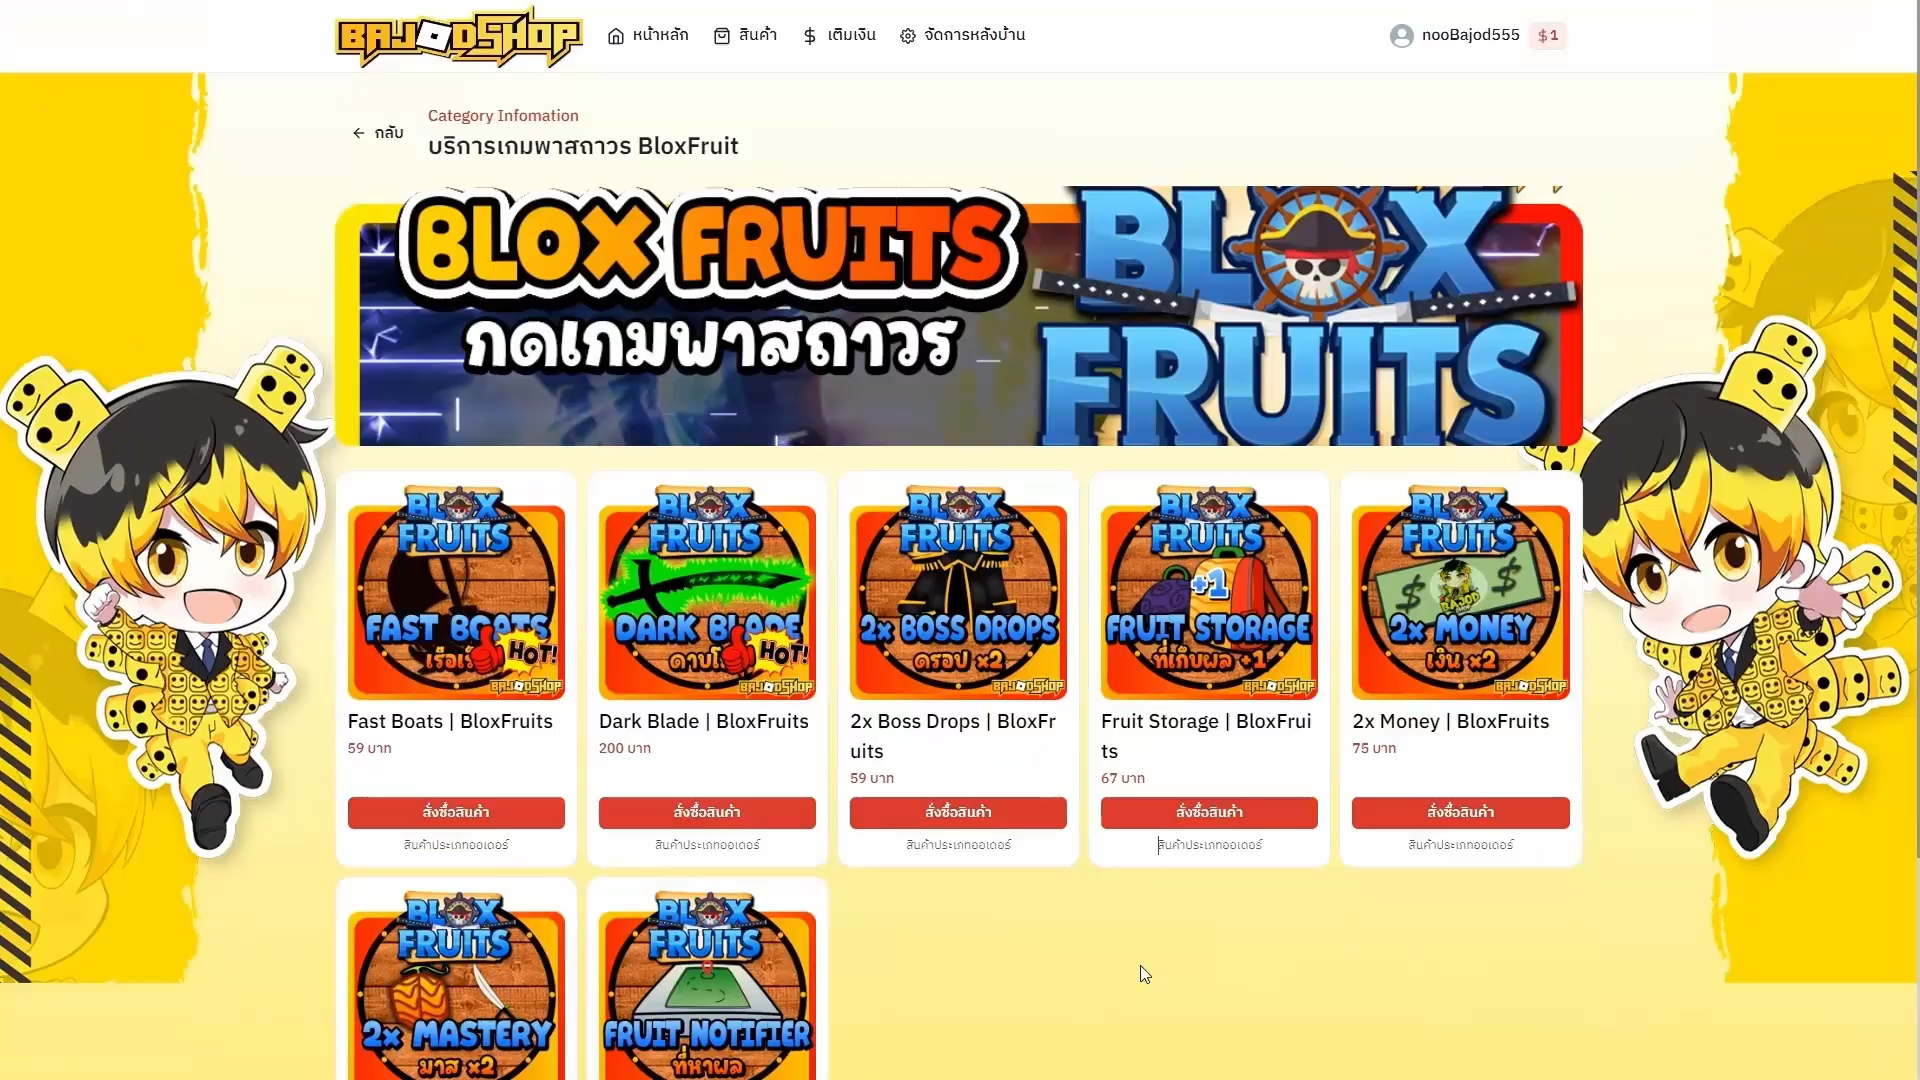 BAJODSHOP
หน้าหลัก
สินค้า
เติมเงิน
จัดการหลังบ้าน
nooBajod555
$1
กลับ
Category Infomation
บริการเกมพาสถาวร BloxFruit
BLOX FRUITS
กดเกมพาสถาวร
BLOX
FRUITS
BLOX
FRUITS
FAST BOATS
HOT!
BAJODSHOP
Fast Boats | BloxFruits
59 บาท
สั่งซื้อสินค้า
สินค้าประเภทออเดอร์
BLOX
FRUITS
DARK BLADE
HOT!
BAJODSHOP
Dark Blade | BloxFruits
200 บาท
สั่งซื้อสินค้า
สินค้าประเภทออเดอร์
BLOX
FRUITS
2x BOSS DROPS
ดรอป x2
BAJODSHOP
2x Boss Drops | BloxFr
uits
59 บาท
สั่งซื้อสินค้า
สินค้าประเภทออเดอร์
BLOX
FRUITS
+1
FRUIT STORAGE
ที่เก็บผล +1
BAJODSHOP
Fruit Storage | BloxFrui
ts
67 บาท
สั่งซื้อสินค้า
สินค้าประเภทออเดอร์
BLOX
FRUITS
$ $
BAJOD
2x MONEY
เงิน x2
BAJODSHOP
2x Money | BloxFruits
75 บาท
สั่งซื้อสินค้า
สินค้าประเภทออเดอร์
BLOX
FRUITS
2x MASTERY
มาส x2
BLOX
FRUITS
FRUIT NOTIFIER
ที่หาผล